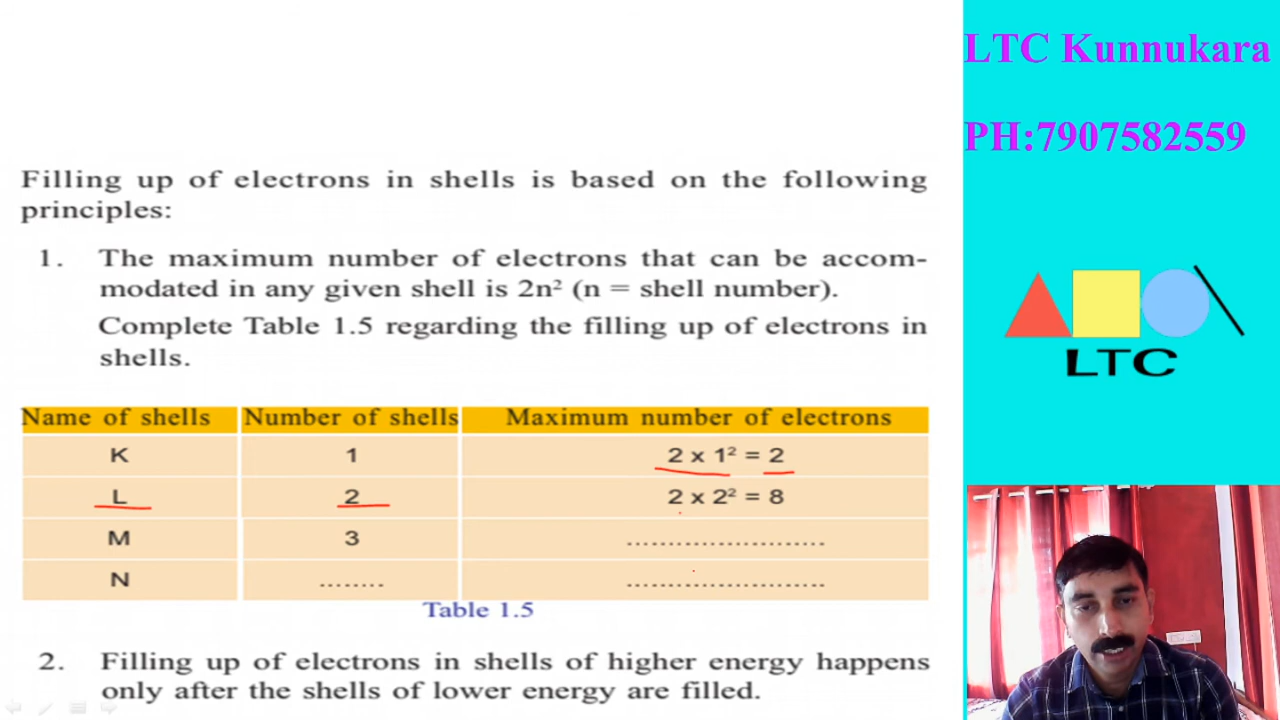 LTC Kunnukara
PH:7907582559
LTC
Filling up of electrons in shells is based on the following
principles:
1. The maximum number of electrons that can be accom-
modated in any given shell is 2n² (n = shell number).
Complete Table 1.5 regarding the filling up of electrons in
shells.
Name of shells Number of shells Maximum number of electrons
K 1 2 x 1² = 2
L 2 2 x 2² = 8
M 3 ........................
N ........ ........................
Table 1.5
2. Filling up of electrons in shells of higher energy happens
only after the shells of lower energy are filled.